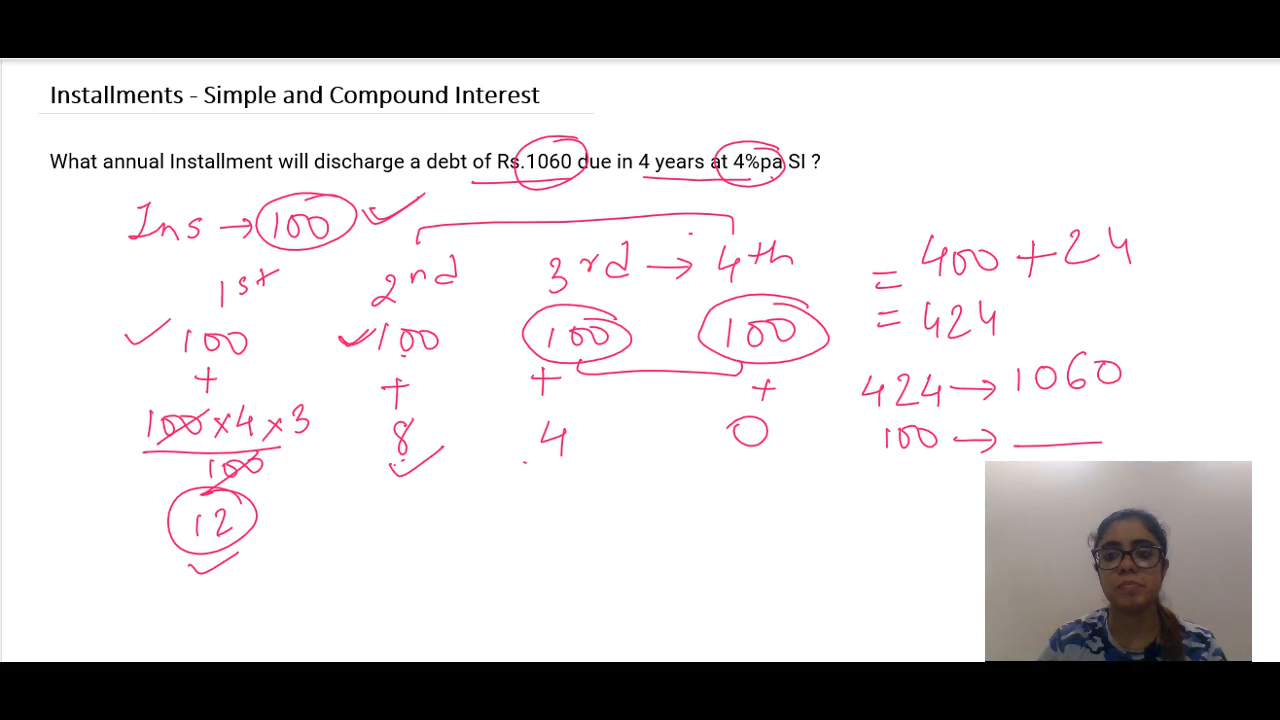 Installments - Simple and Compound Interest
What annual Installment will discharge a debt of Rs.1060 due in 4 years at 4%pa SI ?
Ins → 100
1st 2nd 3rd → 4th
100 100 100 100
+ + + +
100 × 4 × 3 8 4 0
100
12
= 400 + 24
= 424
424 → 1060
100 →